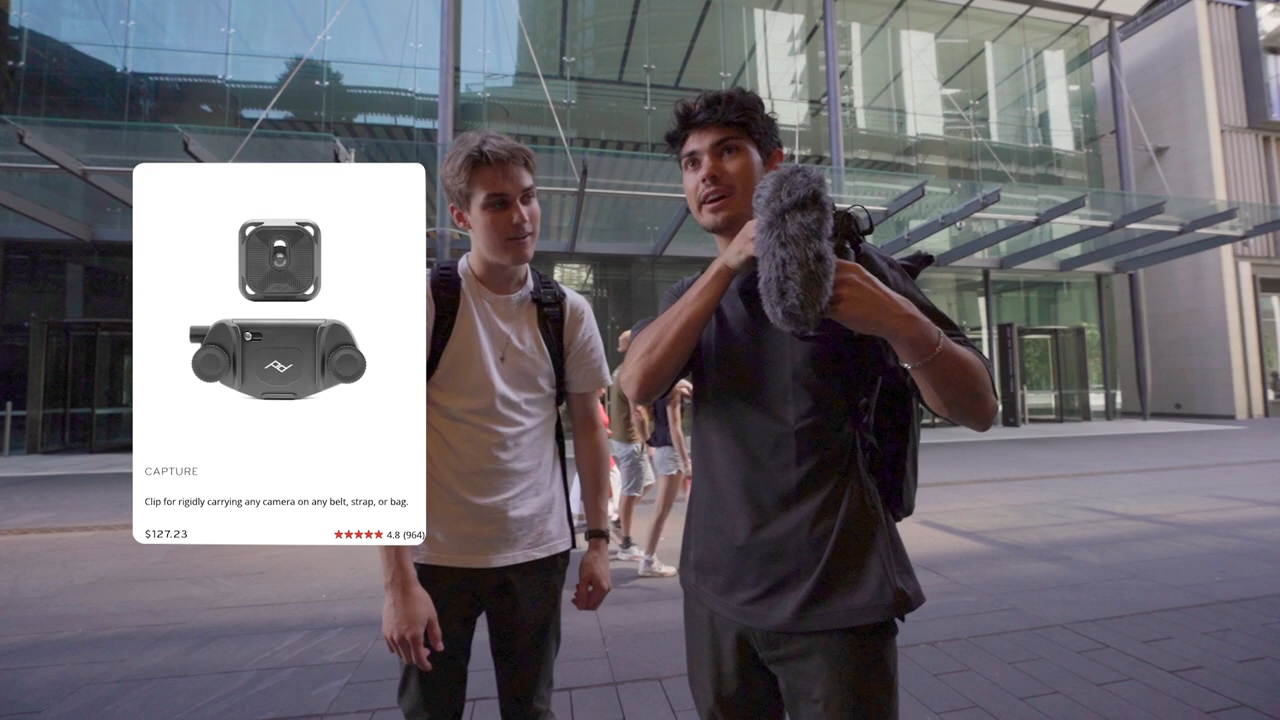 CAPTURE
Clip for rigidly carrying any camera on any belt, strap, or bag.
$127.23
4.8 (964)